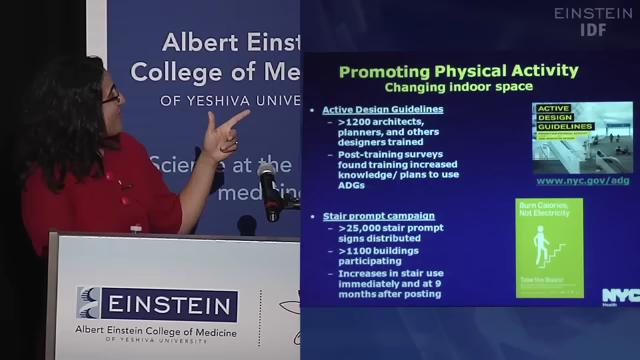 Albert Einst
College of Medi
OF YESHIVA UNIVER
Science at the
medicin
EINSTEIN
Albert Einstein College of Medicine
OF YESHIVA UNIVERSITY
EINSTEIN
IDF
Promoting Physical Activity
Changing indoor space
• Active Design Guidelines
– >1200 architects,
planners, and others
designers trained
– Post-training surveys
found training increased
knowledge/ plans to use
ADGs
• Stair prompt campaign
– >25,000 stair prompt
signs distributed
– >1100 buildings
participating
– Increases in stair use
immediately and at 9
months after posting
ACTIVE
DESIGN
GUIDELINES
www.nyc.gov/adg
Burn Calories,
Not Electricity
Take the Stairs!
NYC
Health